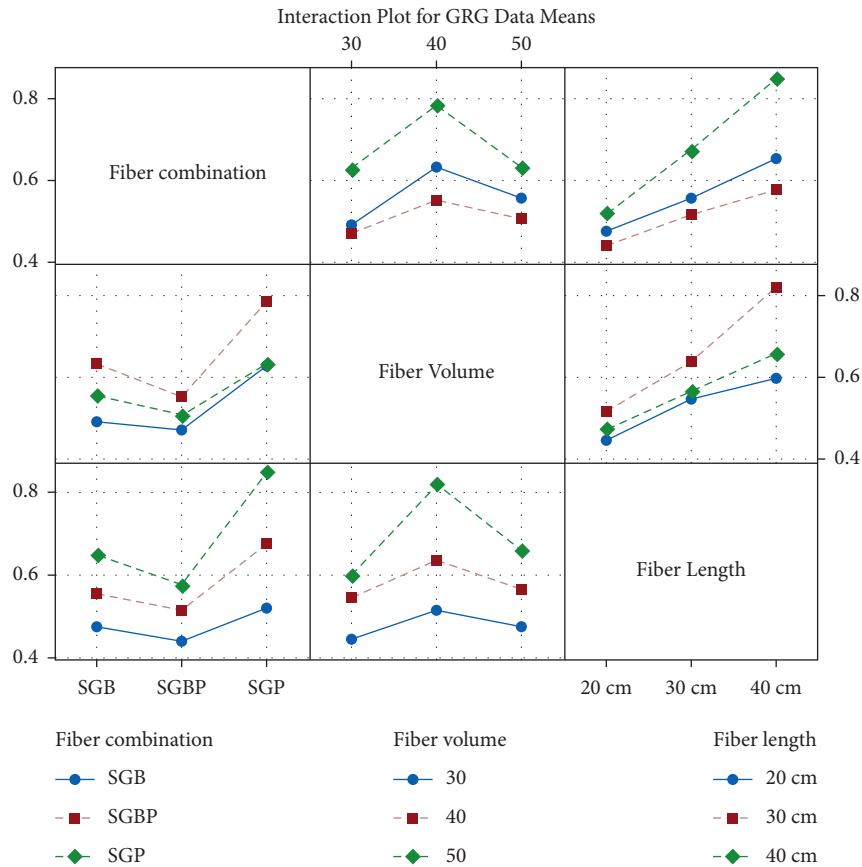 Interaction Plot for GRG Data Means
30 40 50
0.8
Fiber combination
0.6
0.4
0.8
Fiber Volume
0.6
0.4
0.8
Fiber Length
0.6
0.4
SGB SGBP SGP 20 cm 30 cm 40 cm
Fiber combination Fiber volume Fiber length
SGB 30 20 cm
SGBP 40 30 cm
SGP 50 40 cm